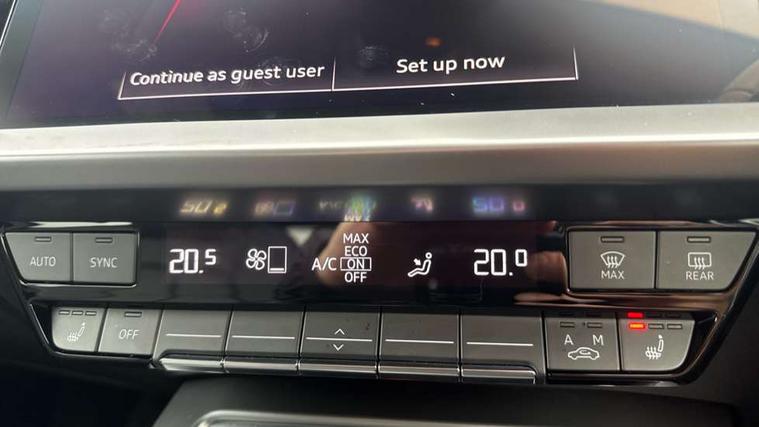 Continue as guest user
Set up now
AUTO
SYNC
20.5
A/C
MAX
ECO
ON
OFF
20.0
MAX
REAR
OFF
A M